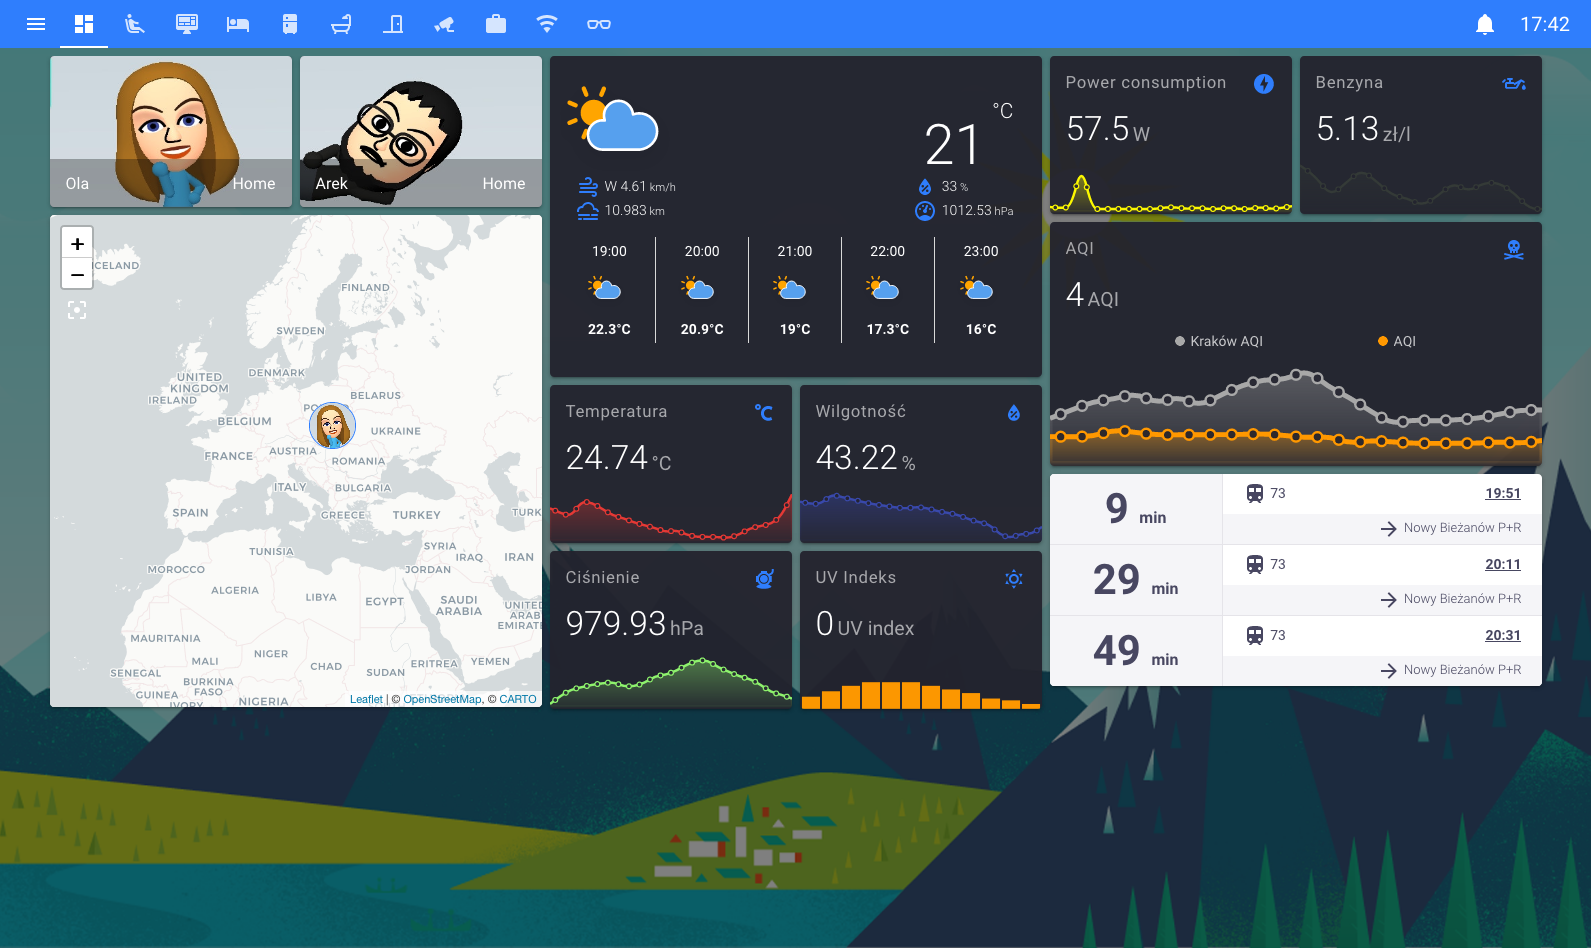 17:42
Ola Home
Arek Home
+
−
ICELAND
FINLAND
SWEDEN
UNITED
KINGDOM
DENMARK
IRELAND
BELARUS
BELGIUM
UKRAINE
FRANCE
AUSTRIA
ROMANIA
ITALY
BULGARIA
SPAIN
GREECE
TURKEY
TURK
TUNISIA
SYRIA
IRAQ
IRAN
MOROCCO
JORDAN
ALGERIA
LIBYA
EGYPT
SAUDI
ARABIA
UNITED
ARAB
EMIRATE
MAURITANIA
MALI
NIGER
CHAD
SUDAN
ERITREA
YEMEN
SENEGAL
BURKINA
FASO
GUINEA
IVORY
NIGERIA
Leaflet | © OpenStreetMap, © CARTO
21 °C
W 4.61 km/h
10.983 km
33 %
1012.53 hPa
19:00 20:00 21:00 22:00 23:00
22.3°C 20.9°C 19°C 17.3°C 16°C
Temperatura °C
24.74 °C
Wilgotność
43.22 %
Ciśnienie
979.93 hPa
UV Indeks
0 UV index
Power consumption
57.5 W
Benzyna
5.13 zł/l
AQI
4 AQI
Kraków AQI AQI
9 min
73 19:51
Nowy Bieżanów P+R
29 min
73 20:11
Nowy Bieżanów P+R
49 min
73 20:31
Nowy Bieżanów P+R